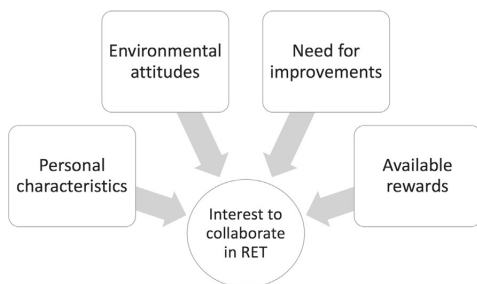 Environmental
attitudes
Need for
improvements
Personal
characteristics
Available
rewards
Interest to
collaborate
in RET